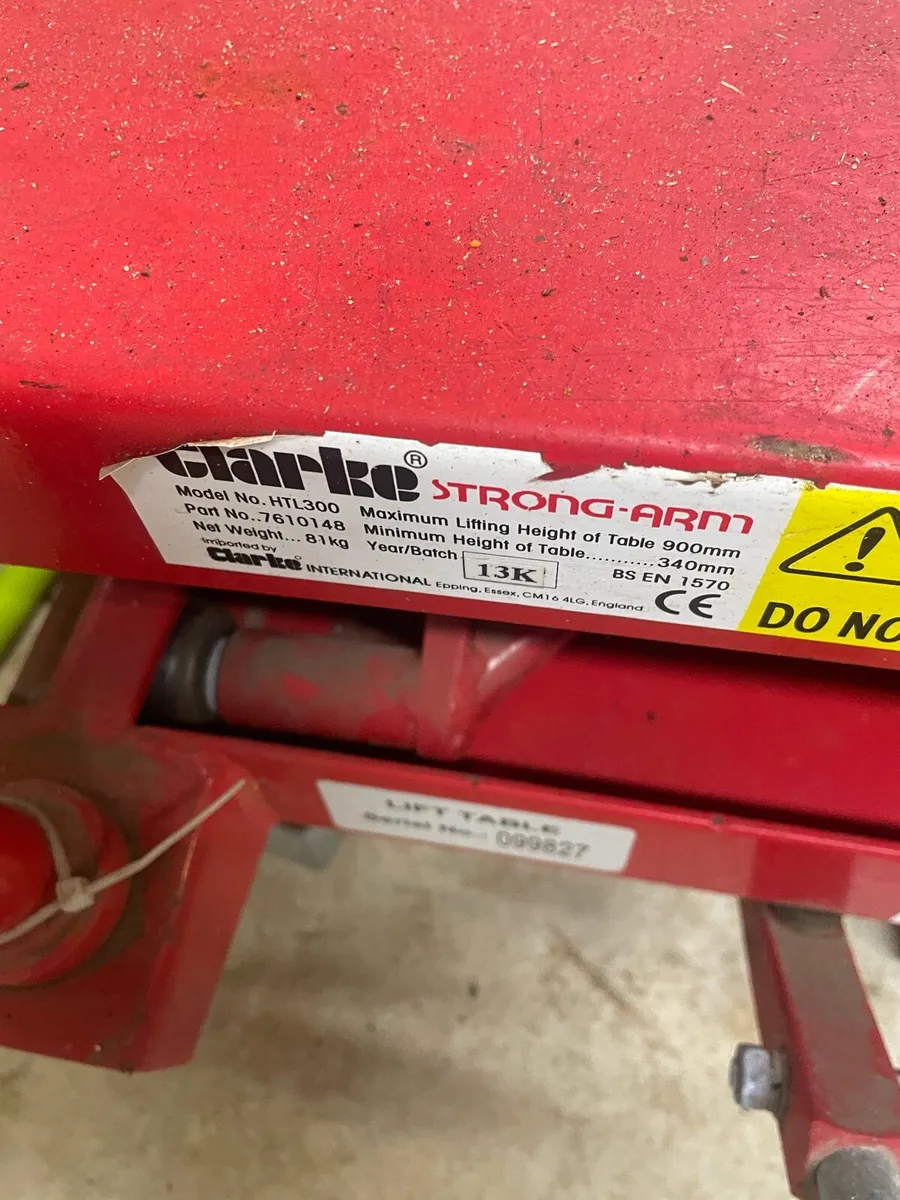 Clarke® STRONG-ARM
Model No. HTL300 Maximum Lifting Height of Table 900mm
Part No..7610148 Minimum Height of Table............340mm
Net Weight... 81kg Year/Batch 13K BS EN 1570
Imported by
Clarke® INTERNATIONAL Epping, Essex, CM16 4LG, England CE
DO NO
LIFT TABLE
Serial No.: 099827